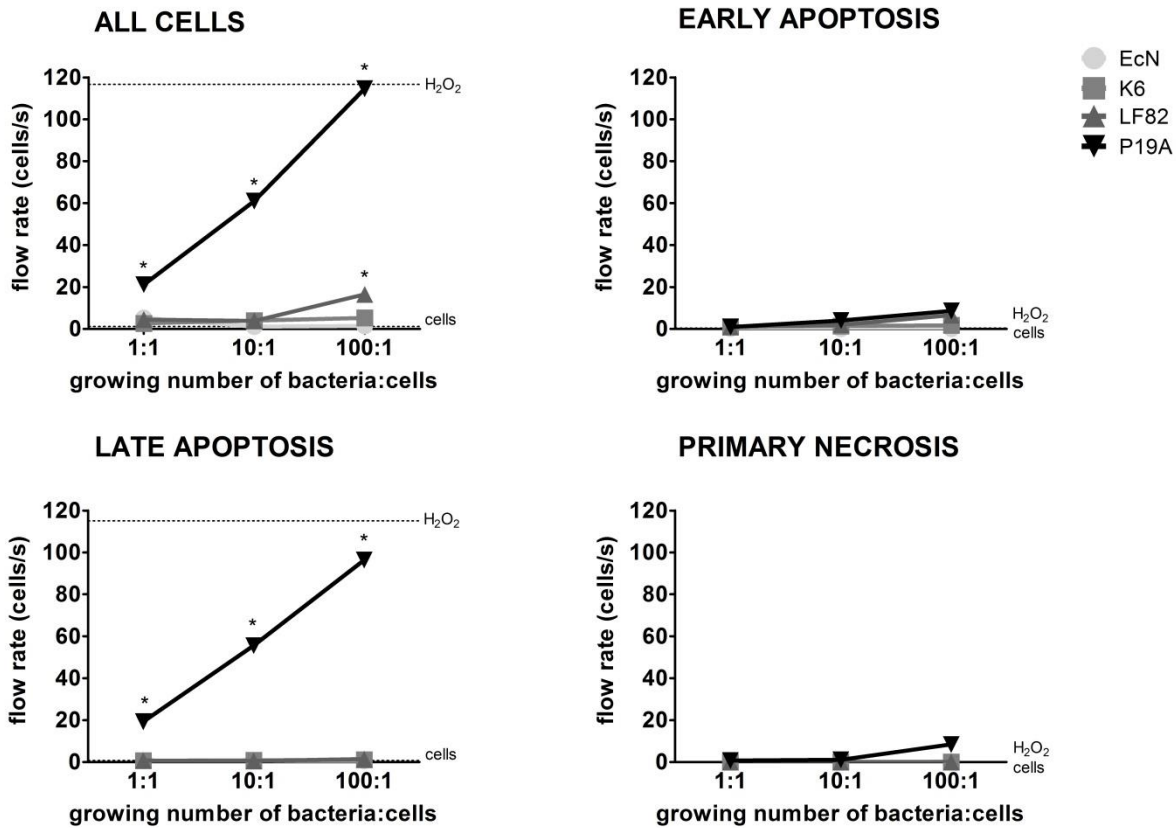 ALL CELLS
120
100
80
60
40
20
0
flow rate (cells/s)
*
*
*
*
H₂O₂
cells
1:1
10:1
100:1
growing number of bacteria:cells
EARLY APOPTOSIS
120
100
80
60
40
20
0
flow rate (cells/s)
H₂O₂
cells
1:1
10:1
100:1
growing number of bacteria:cells
EcN
K6
LF82
P19A
LATE APOPTOSIS
120
100
80
60
40
20
0
flow rate (cells/s)
*
*
*
H₂O₂
cells
1:1
10:1
100:1
growing number of bacteria:cells
PRIMARY NECROSIS
120
100
80
60
40
20
0
flow rate (cells/s)
H₂O₂
cells
1:1
10:1
100:1
growing number of bacteria:cells